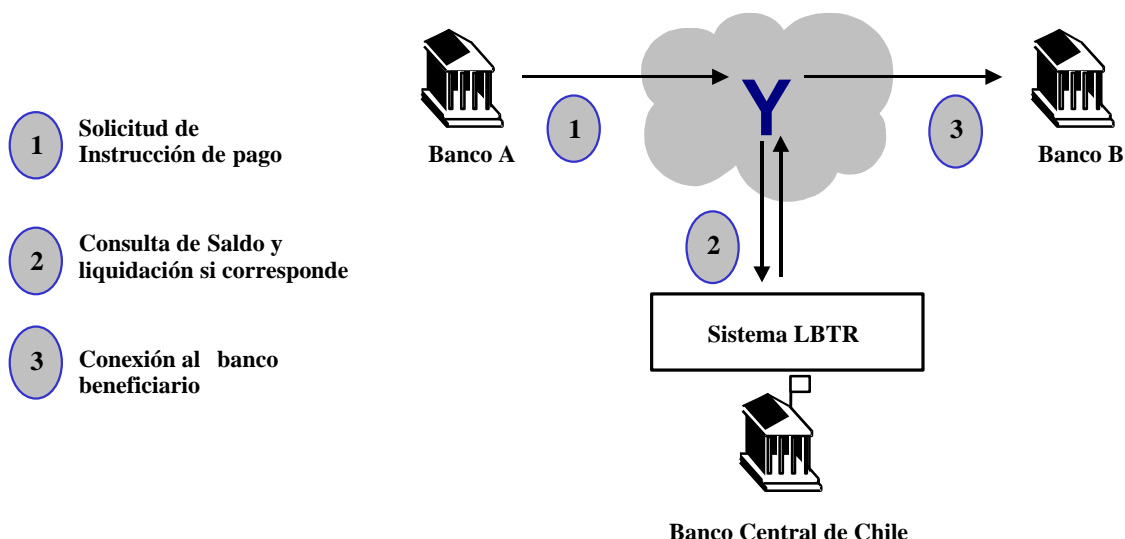 Banco A
Y
Banco B
1
3
1
Solicitud de
Instrucción de pago
2
Consulta de Saldo y
liquidación si corresponde
2
Sistema LBTR
3
Conexión al banco
beneficiario
Banco Central de Chile